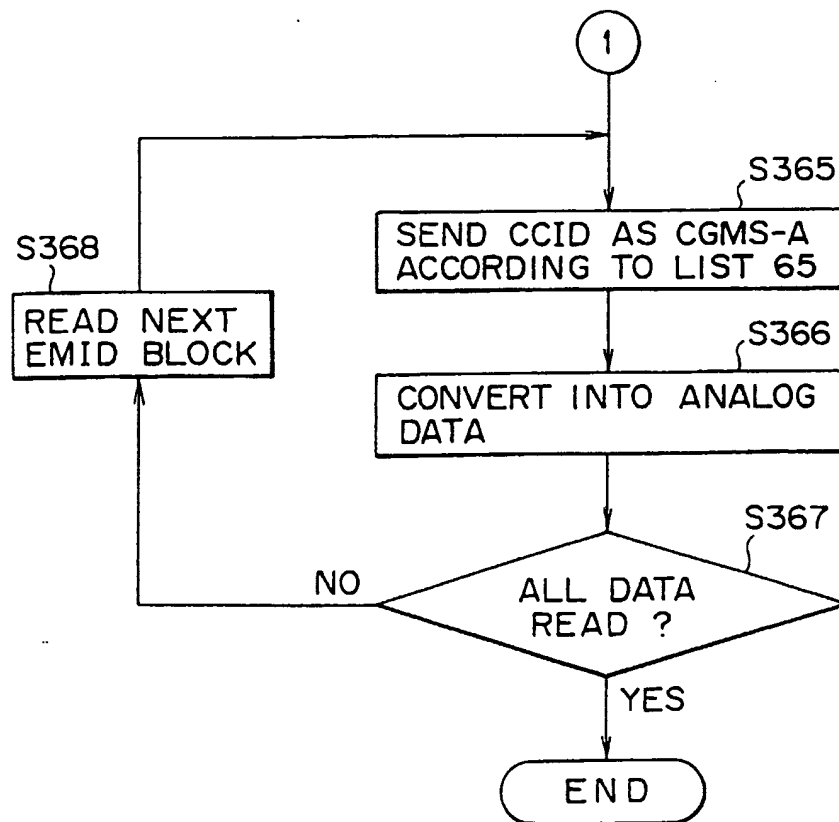 1
S365
SEND CCID AS CGMS-A
ACCORDING TO LIST 65
S368
READ NEXT
EMID BLOCK
S366
CONVERT INTO ANALOG
DATA
S367
NO
ALL DATA
READ ?
YES
END